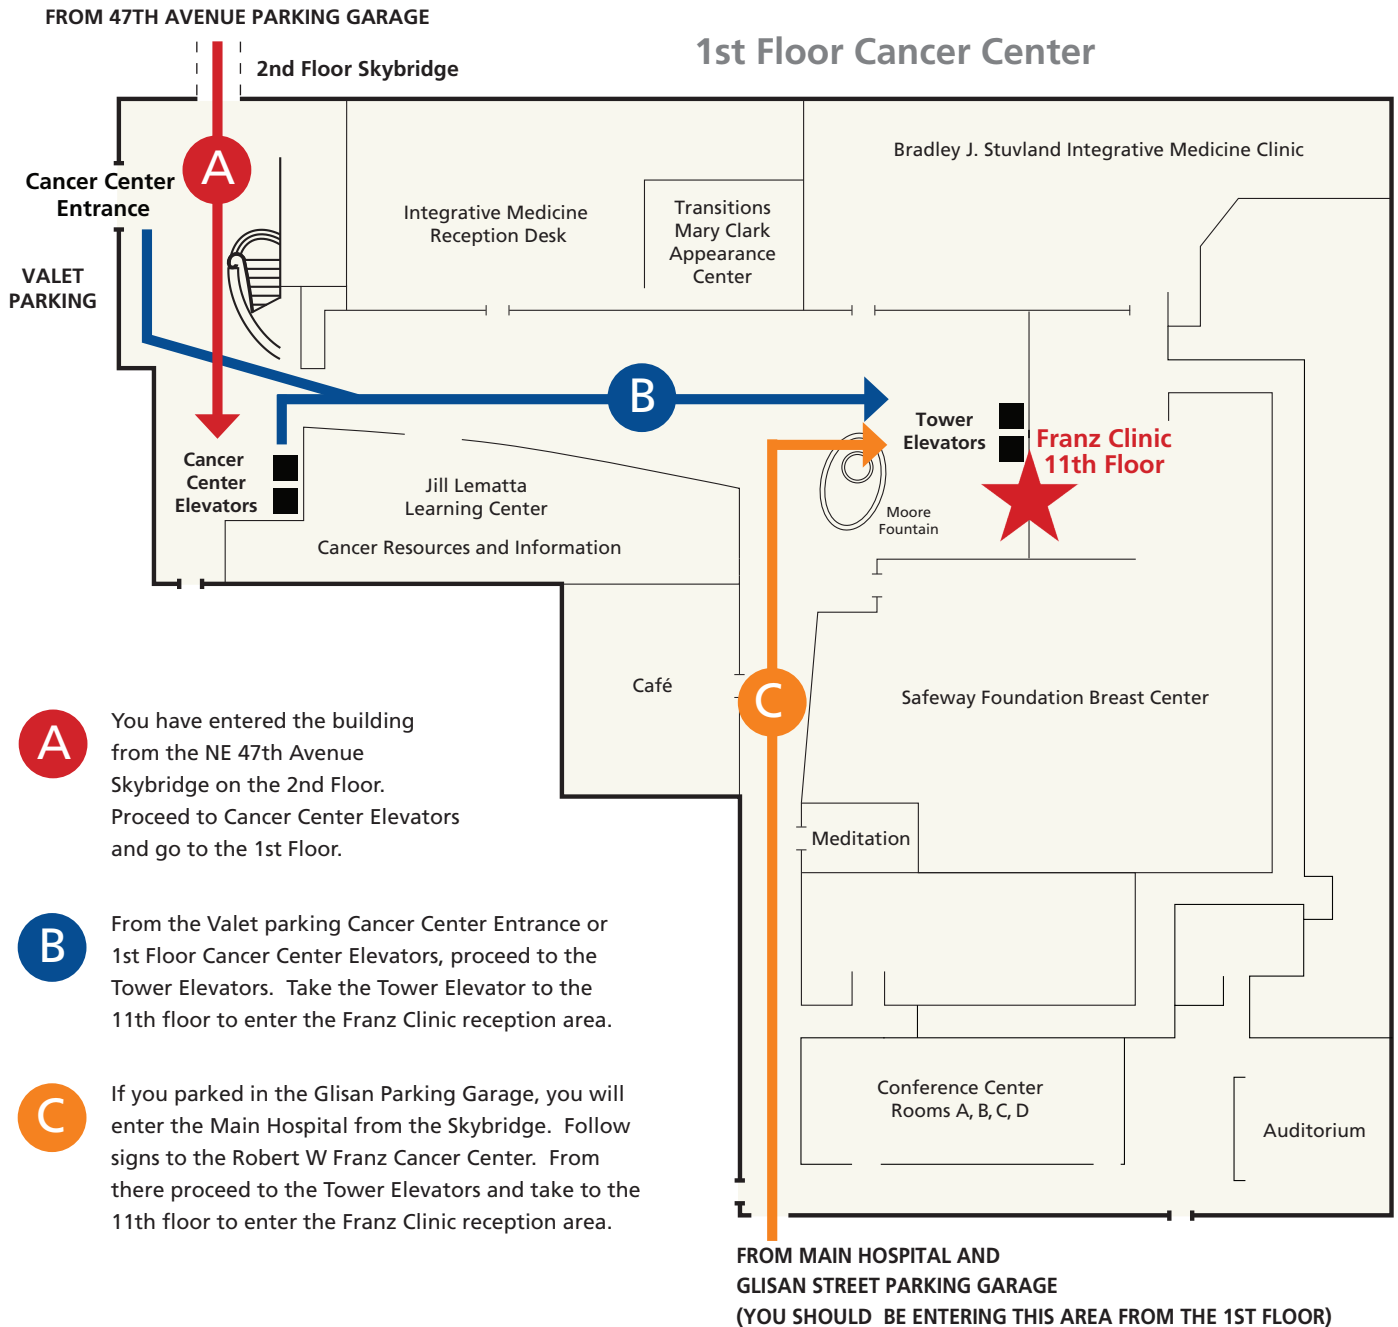 FROM 47TH AVENUE PARKING GARAGE
2nd Floor Skybridge
1st Floor Cancer Center
A
Cancer Center
Entrance
VALET
PARKING
Integrative Medicine
Reception Desk
Transitions
Mary Clark
Appearance
Center
Bradley J. Stuvland Integrative Medicine Clinic
B
Tower
Elevators
Franz Clinic
11th Floor
Cancer
Center
Elevators
Jill Lematta
Learning Center
Cancer Resources and Information
Moore
Fountain
Café
C
Safeway Foundation Breast Center
Meditation
Conference Center
Rooms A, B, C, D
Auditorium
A
You have entered the building
from the NE 47th Avenue
Skybridge on the 2nd Floor.
Proceed to Cancer Center Elevators
and go to the 1st Floor.
B
From the Valet parking Cancer Center Entrance or
1st Floor Cancer Center Elevators, proceed to the
Tower Elevators.  Take the Tower Elevator to the
11th floor to enter the Franz Clinic reception area.
C
If you parked in the Glisan Parking Garage, you will
enter the Main Hospital from the Skybridge.  Follow
signs to the Robert W Franz Cancer Center.  From
there proceed to the Tower Elevators and take to the
11th floor to enter the Franz Clinic reception area.
FROM MAIN HOSPITAL AND
GLISAN STREET PARKING GARAGE
(YOU SHOULD  BE ENTERING THIS AREA FROM THE 1ST FLOOR)